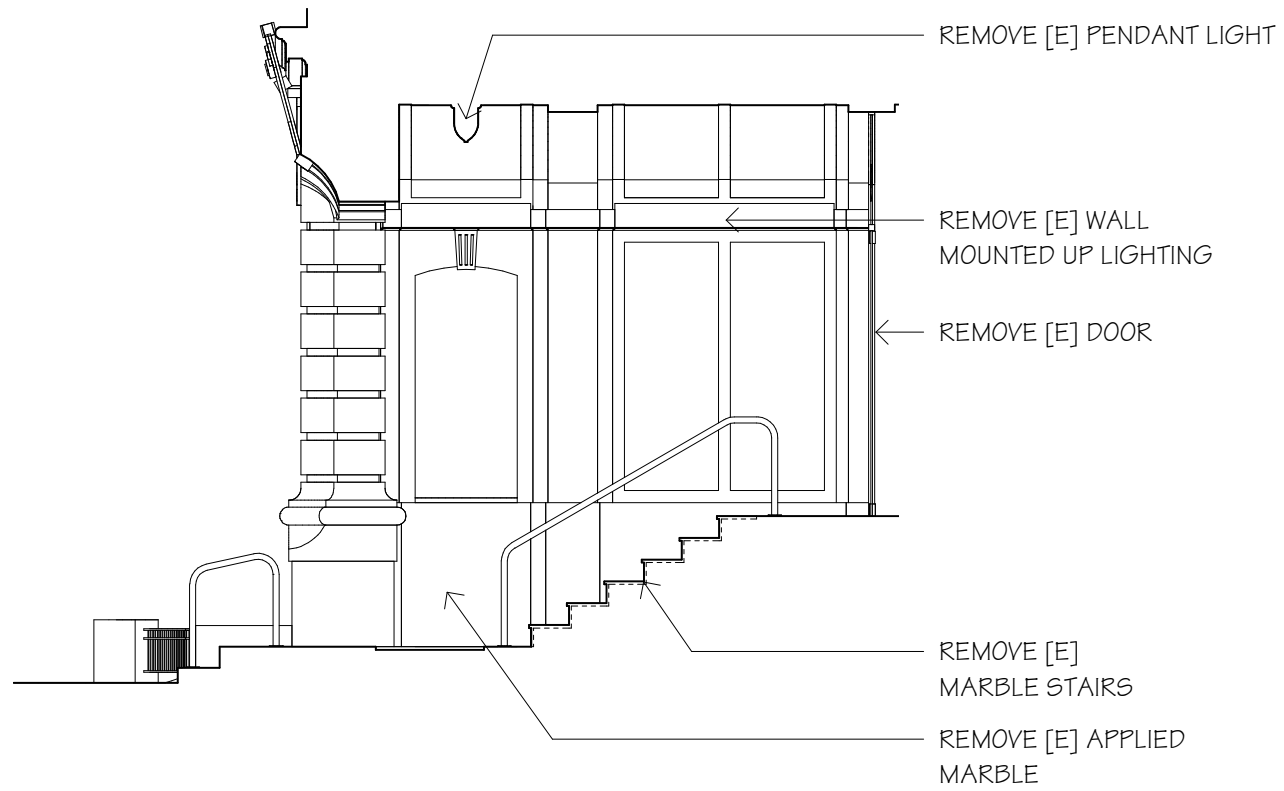 REMOVE [E] PENDANT LIGHT
REMOVE [E] WALL
MOUNTED UP LIGHTING
REMOVE [E] DOOR
REMOVE [E]
MARBLE STAIRS
REMOVE [E] APPLIED
MARBLE